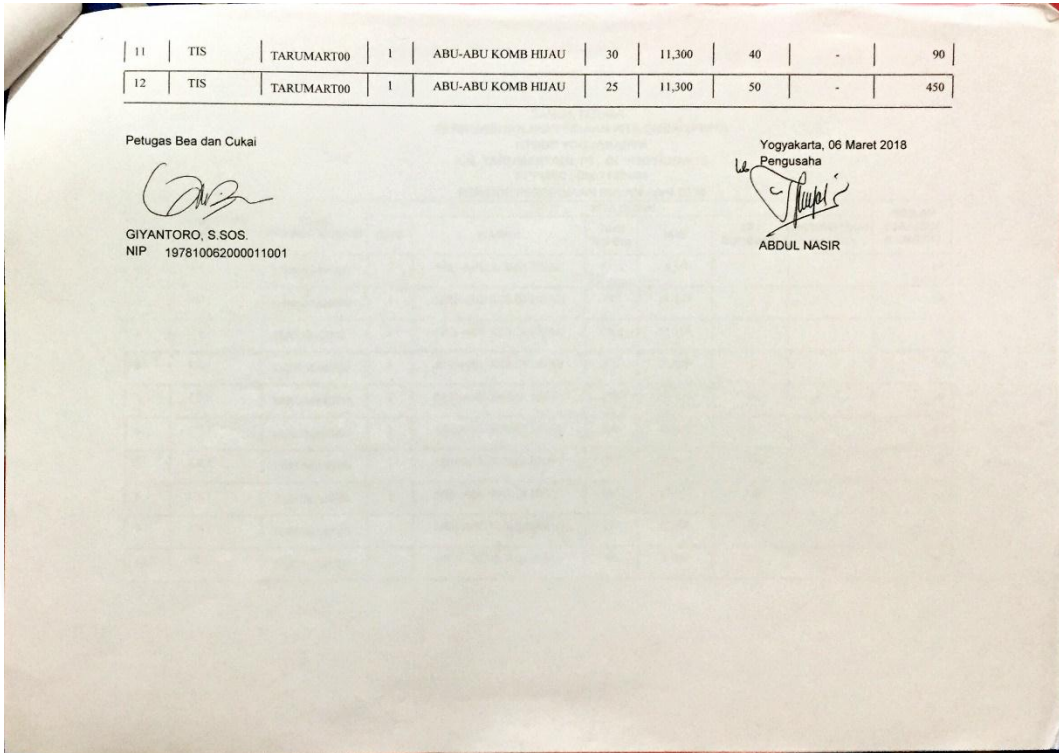 11 TIS TARUMART00 1 ABU-ABU KOMB HIJAU 30 11,300 40 - 90
12 TIS TARUMART00 1 ABU-ABU KOMB HIJAU 25 11,300 50 - 450
Petugas Bea dan Cukai
GIYANTORO, S.SOS.
NIP 197810062000011001
Yogyakarta, 06 Maret 2018
Pengusaha
ABDUL NASIR